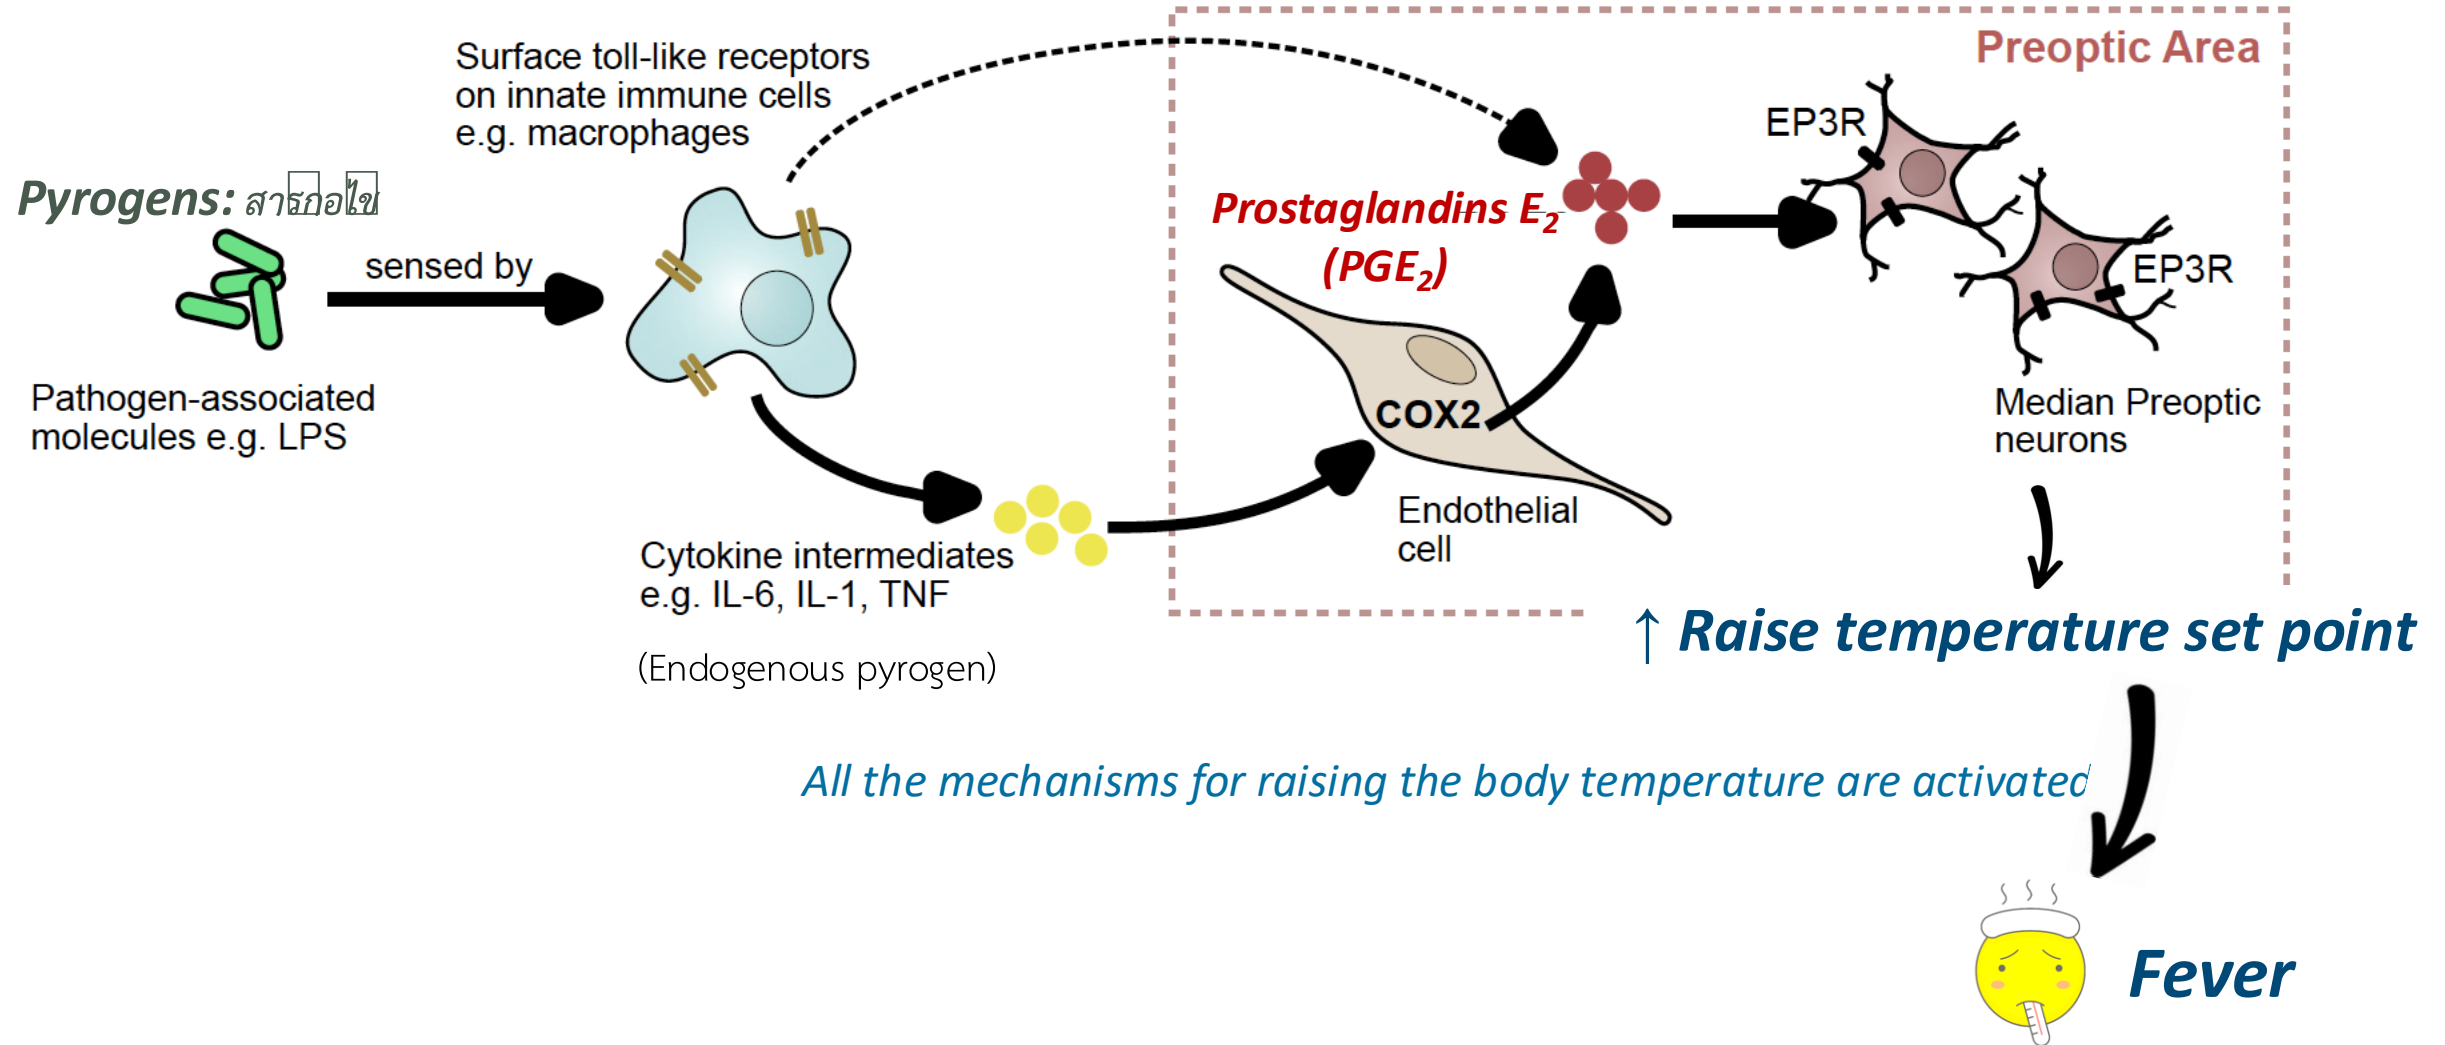 Preoptic Area
Surface toll-like receptors
on innate immune cells
e.g. macrophages
EP3R
Pyrogens: สารกอไข
Prostaglandins E₂
(PGE₂)
sensed by
EP3R
Pathogen-associated
molecules e.g. LPS
COX2
Median Preoptic
neurons
Endothelial
cell
Cytokine intermediates
e.g. IL-6, IL-1, TNF
(Endogenous pyrogen)
↑ Raise temperature set point
All the mechanisms for raising the body temperature are activated
Fever